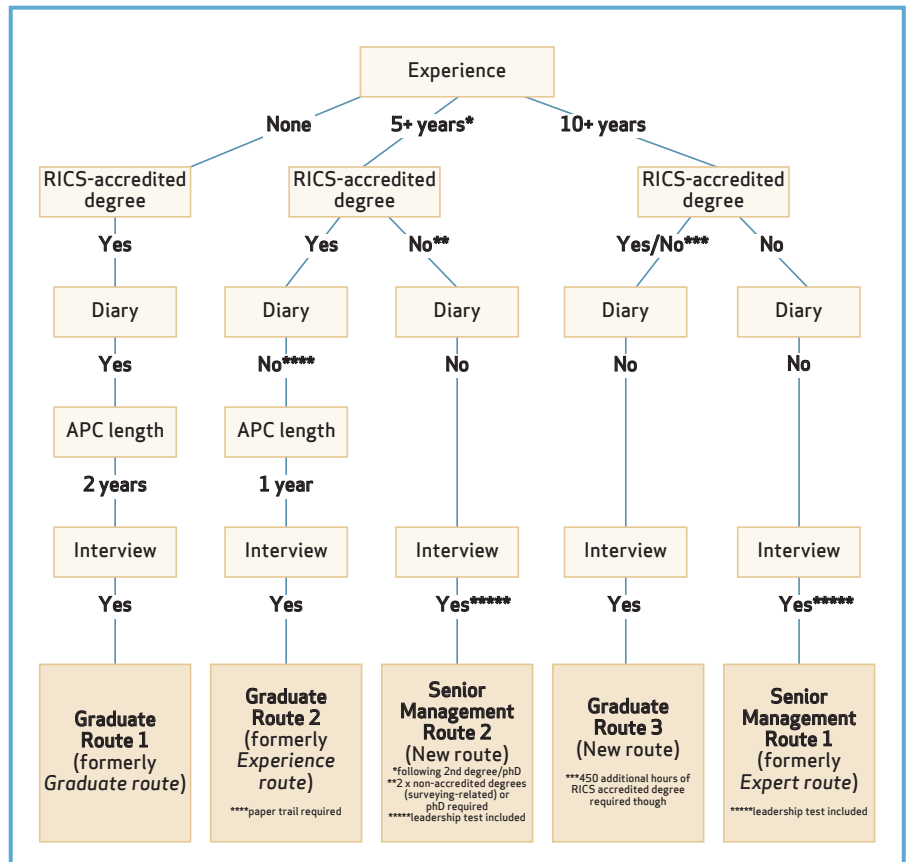 Experience
None
5+ years*
10+ years
RICS-accredited
degree
RICS-accredited
degree
RICS-accredited
degree
Yes
Yes
No**
Yes/No***
No
Diary
Diary
Diary
Diary
Diary
Yes
No****
No
No
No
APC length
APC length
2 years
1 year
Interview
Interview
Interview
Interview
Interview
Yes
Yes
Yes*****
Yes
Yes*****
Graduate
Route 1
(formerly
Graduate route)
Graduate
Route 2
(formerly
Experience
route)
****paper trail required
Senior
Management
Route 2
(New route)
*following 2nd degree/phD
**2 x non-accredited degrees
(surveying-related) or
phD required
*****leadership test included
Graduate
Route 3
(New route)
***450 additional hours of
RICS accredited degree
required though
Senior
Management
Route 1
(formerly
Expert route)
*****leadership test included